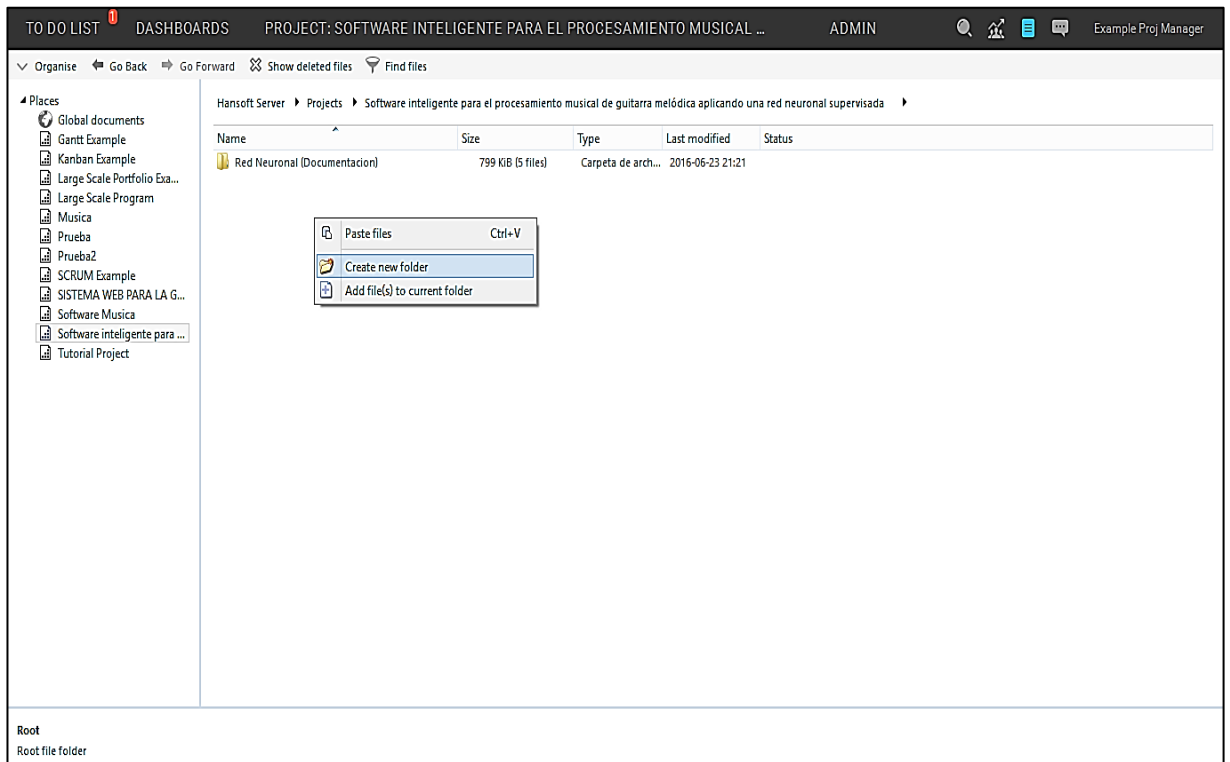 TO DO LIST 1 DASHBOARDS PROJECT: SOFTWARE INTELIGENTE PARA EL PROCESAMIENTO MUSICAL ... ADMIN Example Proj Manager
Organise Go Back Go Forward Show deleted files Find files
Places
Global documents
Gantt Example
Kanban Example
Large Scale Portfolio Exa...
Large Scale Program
Musica
Prueba
Prueba2
SCRUM Example
SISTEMA WEB PARA LA G...
Software Musica
Software inteligente para ...
Tutorial Project
Hansoft Server Projects Software inteligente para el procesamiento musical de guitarra melódica aplicando una red neuronal supervisada
Name Size Type Last modified Status
Red Neuronal (Documentacion) 799 KiB (5 files) Carpeta de arch... 2016-06-23 21:21
Paste files Ctrl+V
Create new folder
Add file(s) to current folder
Root
Root file folder